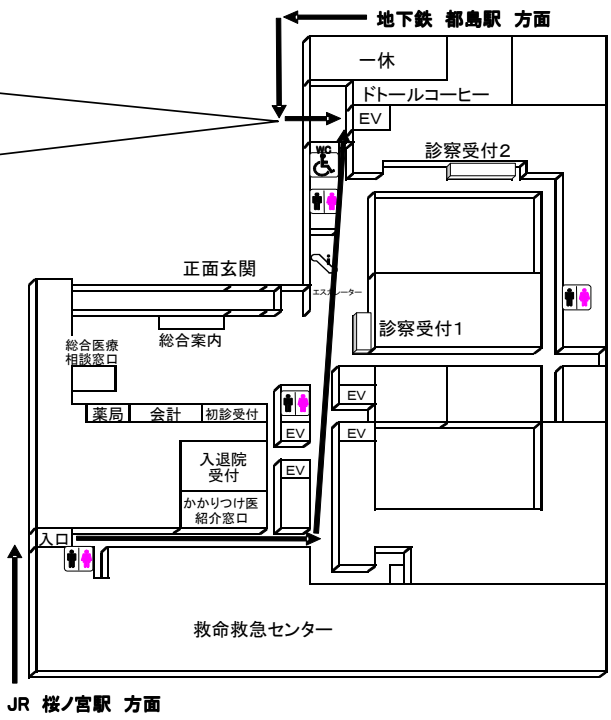 地下鉄 都島駅 方面
一休
ドトールコーヒー
EV
診察受付2
WC
正面玄関
エスカレーター
総合案内
診察受付1
総合医療
相談窓口
EV
薬局
会計
初診受付
EV
EV
入退院
受付
EV
かかりつけ医
紹介窓口
入口
救命救急センター
JR 桜ノ宮駅 方面